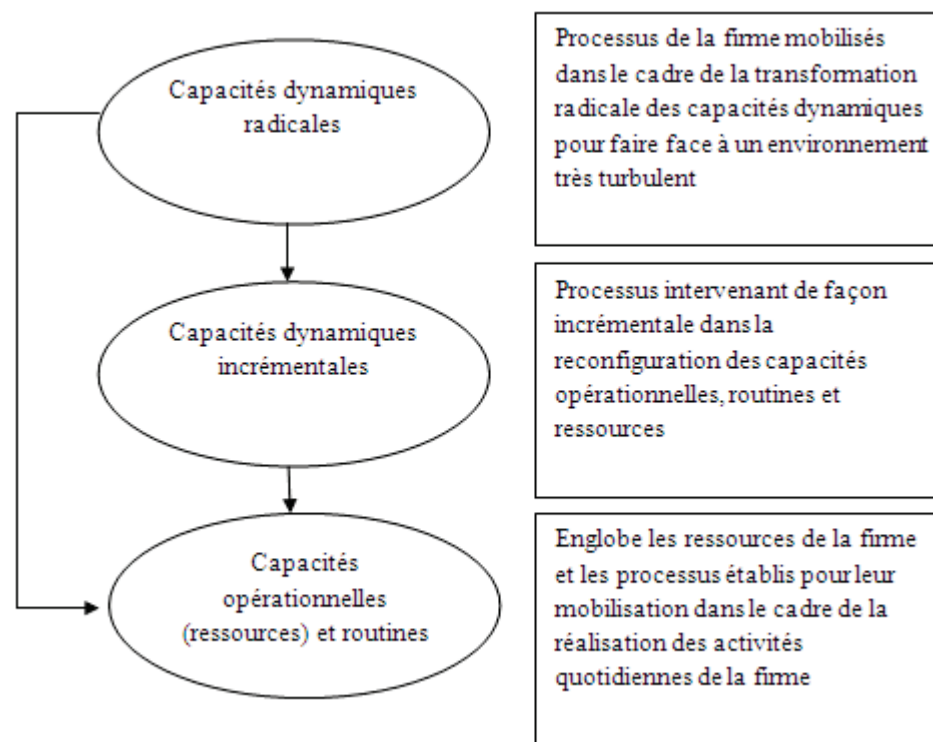 Capacités dynamiques
radicales
Processus de la firme mobilisés
dans le cadre de la transformation
radicale des capacités dynamiques
pour faire face à un environnement
très turbulent
Capacités dynamiques
incrémentales
Processus intervenant de façon
incrémentale dans la
reconfiguration des capacités
opérationnelles, routines et
ressources
Capacités
opérationnelles
(ressources) et routines
Englobe les ressources de la firme
et les processus établis pour leur
mobilisation dans le cadre de la
réalisation des activités
quotidiennes de la firme